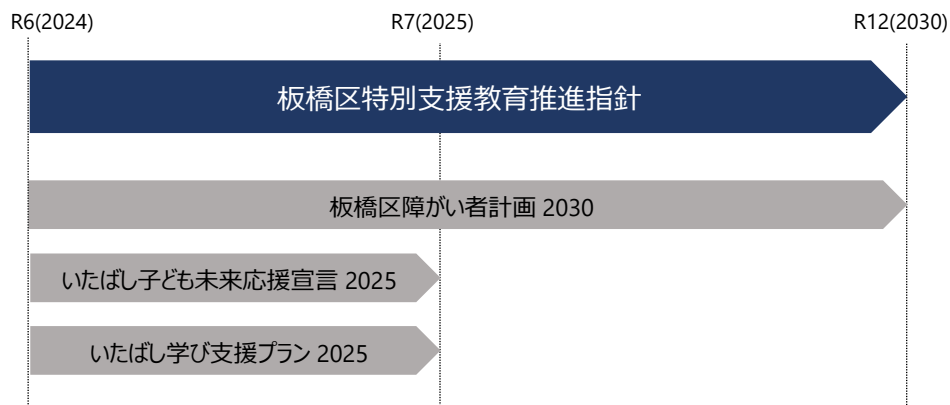 R6(2024) R7(2025) R12(2030)
板橋区特別支援教育推進指針
板橋区障がい者計画 2030
いたばし子ども未来応援宣言 2025
いたばし学び支援プラン 2025